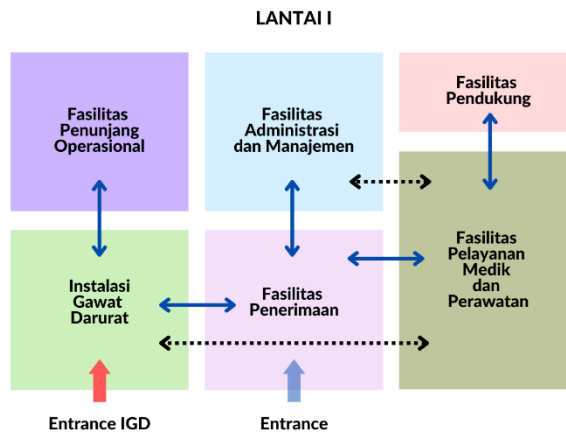 LANTAI I
Fasilitas
Penunjang
Operasional
Fasilitas
Administrasi
dan Manajemen
Fasilitas
Pendukung
Instalasi
Gawat
Darurat
Fasilitas
Penerimaan
Fasilitas
Pelayanan
Medik
dan
Perawatan
Entrance IGD
Entrance